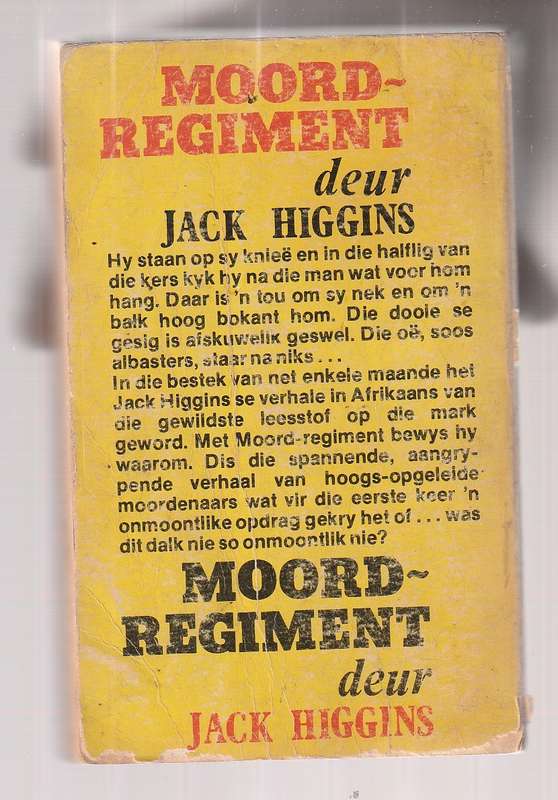 MOORD~
REGIMENT
deur
JACK HIGGINS
Hy staan op sy knieë en in die halflig van
die kers kyk hy na die man wat voor hom
hang. Daar is 'n tou om sy nek en om 'n
balk hoog bokant hom. Die dooie se
gesig is afskuwelik geswel. Die oë, soos
albasters, staar na niks . . .
In die bestek van net enkele maande het
Jack Higgins se verhale in Afrikaans van
die gewildste leesstof op die mark
geword. Met Moord-regiment bewys hy
waarom. Dis die spannende, aangry-
pende verhaal van hoogs-opgeleide
moordenaars wat vir die eerste keer 'n
onmoontlike opdrag gekry het of . . . was
dit dalk nie so onmoontlik nie?
MOORD~
REGIMENT
deur
JACK HIGGINS